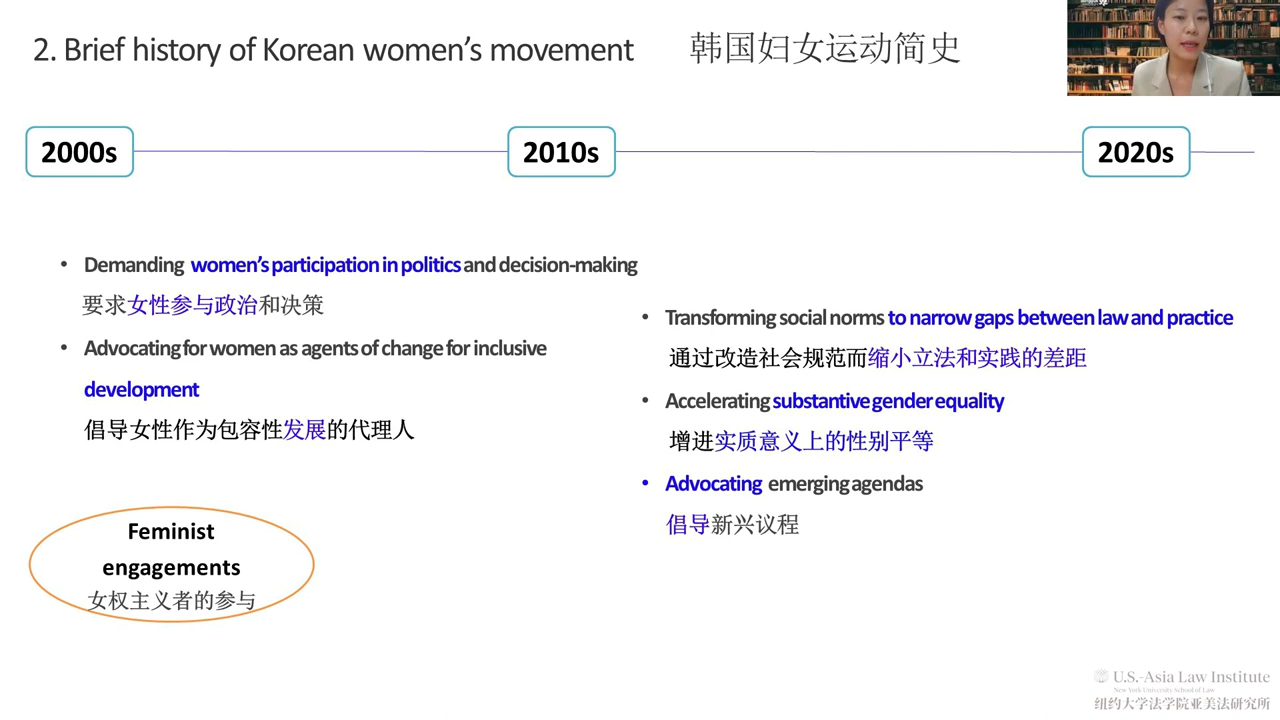 2. Brief history of Korean women's movement 韩国妇女运动简史
2000s
2010s
2020s
• Demanding women's participation in politics and decision-making
要求女性参与政治和决策
• Advocating for women as agents of change for inclusive
development
倡导女性作为包容性发展的代理人
• Transforming social norms to narrow gaps between law and practice
通过改造社会规范而缩小立法和实践的差距
• Accelerating substantive gender equality
增进实质意义上的性别平等
• Advocating emerging agendas
倡导新兴议程
Feminist
engagements
女权主义者的参与
U.S.-Asia Law Institute
New York University School of Law
纽约大学法学院亚美法研究所